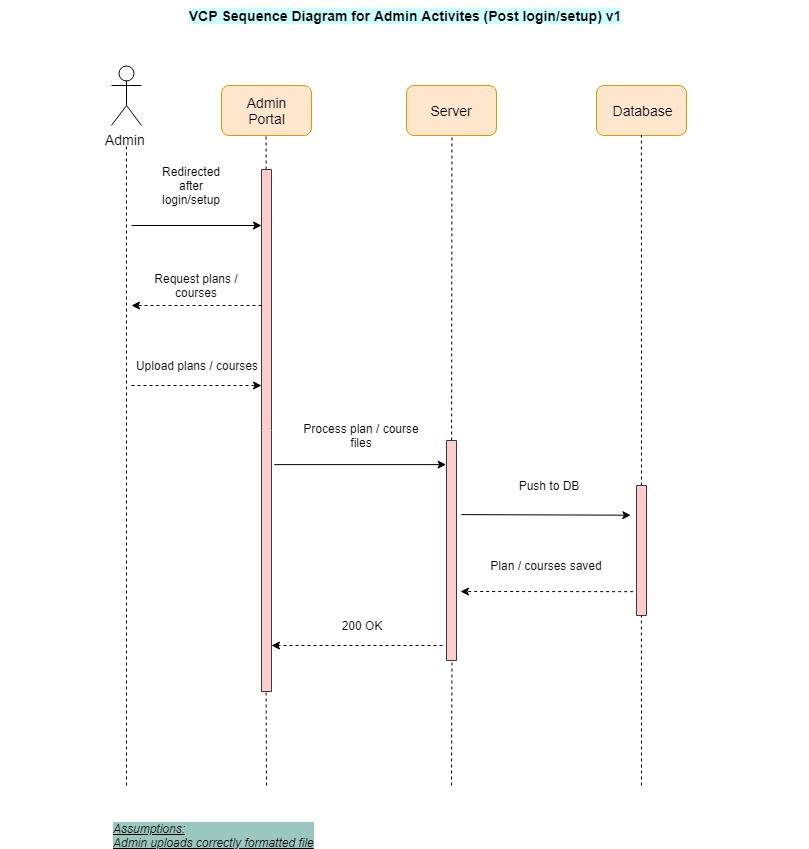 VCP Sequence Diagram for Admin Activites (Post login/setup) v1
Admin
Portal
Server
Database
Admin
Redirected
after
login/setup
Request plans /
courses
Upload plans / courses
Process plan / course
files
Push to DB
Plan / courses saved
200 OK
Assumptions:
Admin uploads correctly formatted file